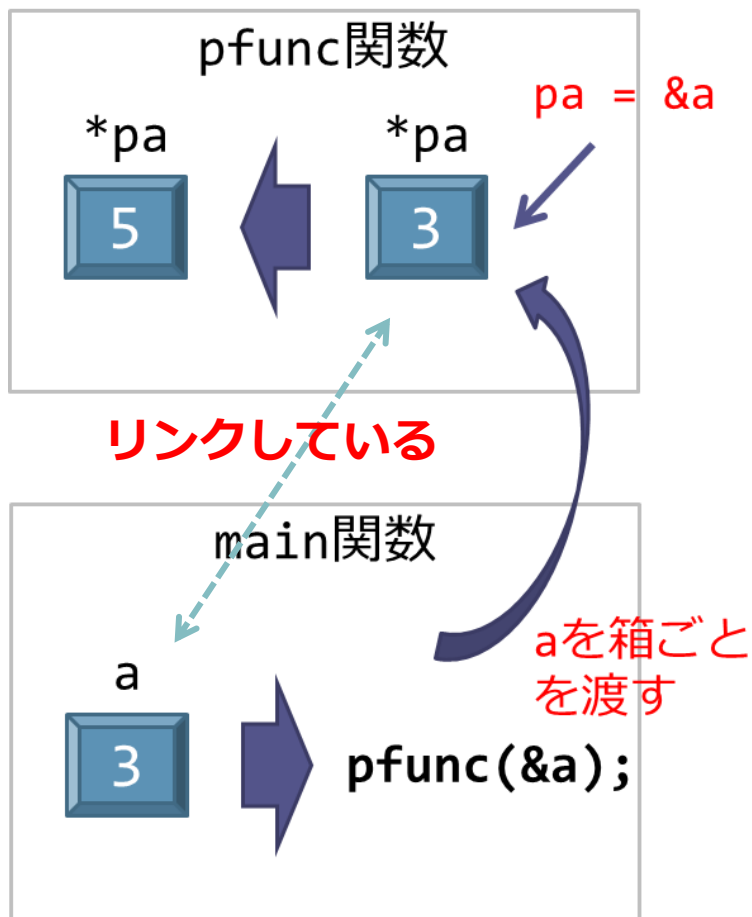 pfunc関数
pa = &a
*pa
*pa
5
3
リンクしている
main関数
aを箱ごと
を渡す
a
3
pfunc(&a);